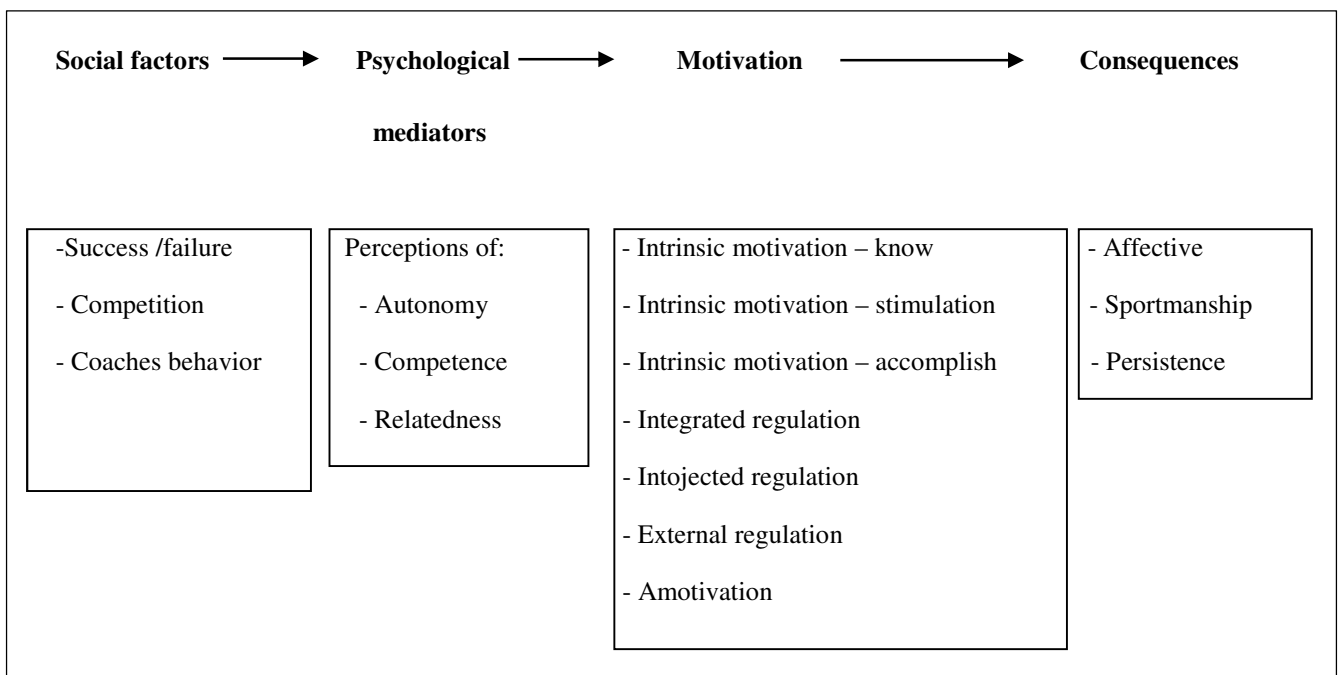 Social factors
Psychological
mediators
Motivation
Consequences
-Success /failure
- Competition
- Coaches behavior
Perceptions of:
- Autonomy
- Competence
- Relatedness
- Intrinsic motivation – know
- Intrinsic motivation – stimulation
- Intrinsic motivation – accomplish
- Integrated regulation
- Intojected regulation
- External regulation
- Amotivation
- Affective
- Sportmanship
- Persistence